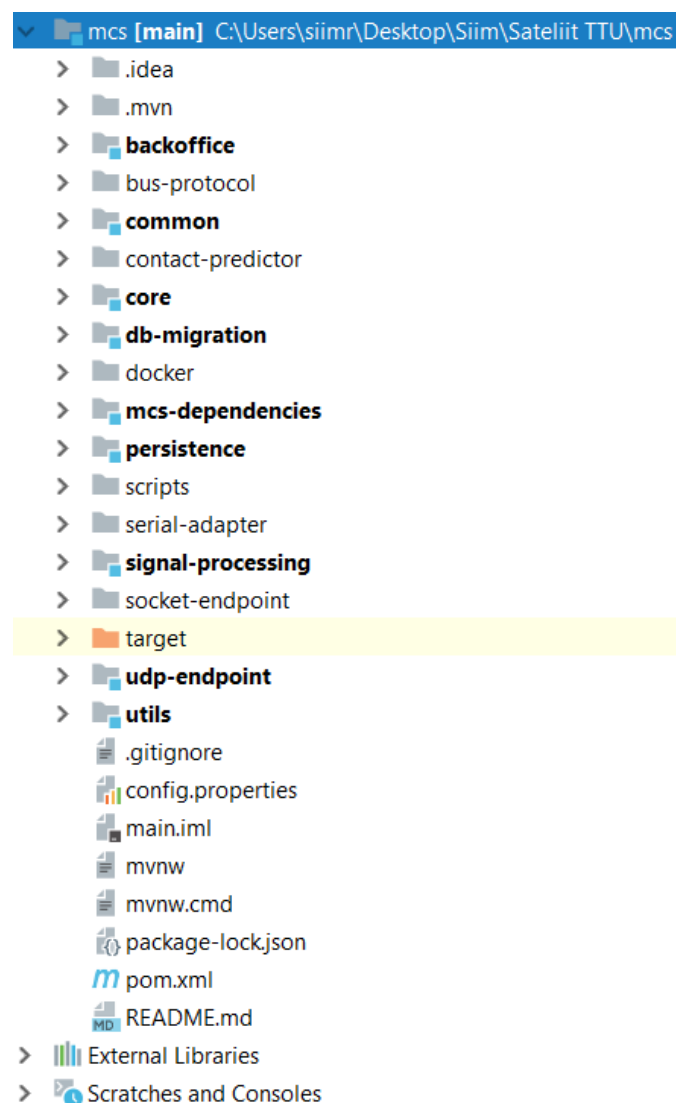 mcs [main] C:\Users\siimr\Desktop\Siim\Sateliit TTU\mcs
.idea
.mvn
backoffice
bus-protocol
common
contact-predictor
core
db-migration
docker
mcs-dependencies
persistence
scripts
serial-adapter
signal-processing
socket-endpoint
target
udp-endpoint
utils
.gitignore
config.properties
main.iml
mvnw
mvnw.cmd
package-lock.json
m pom.xml
MD README.md
External Libraries
Scratches and Consoles